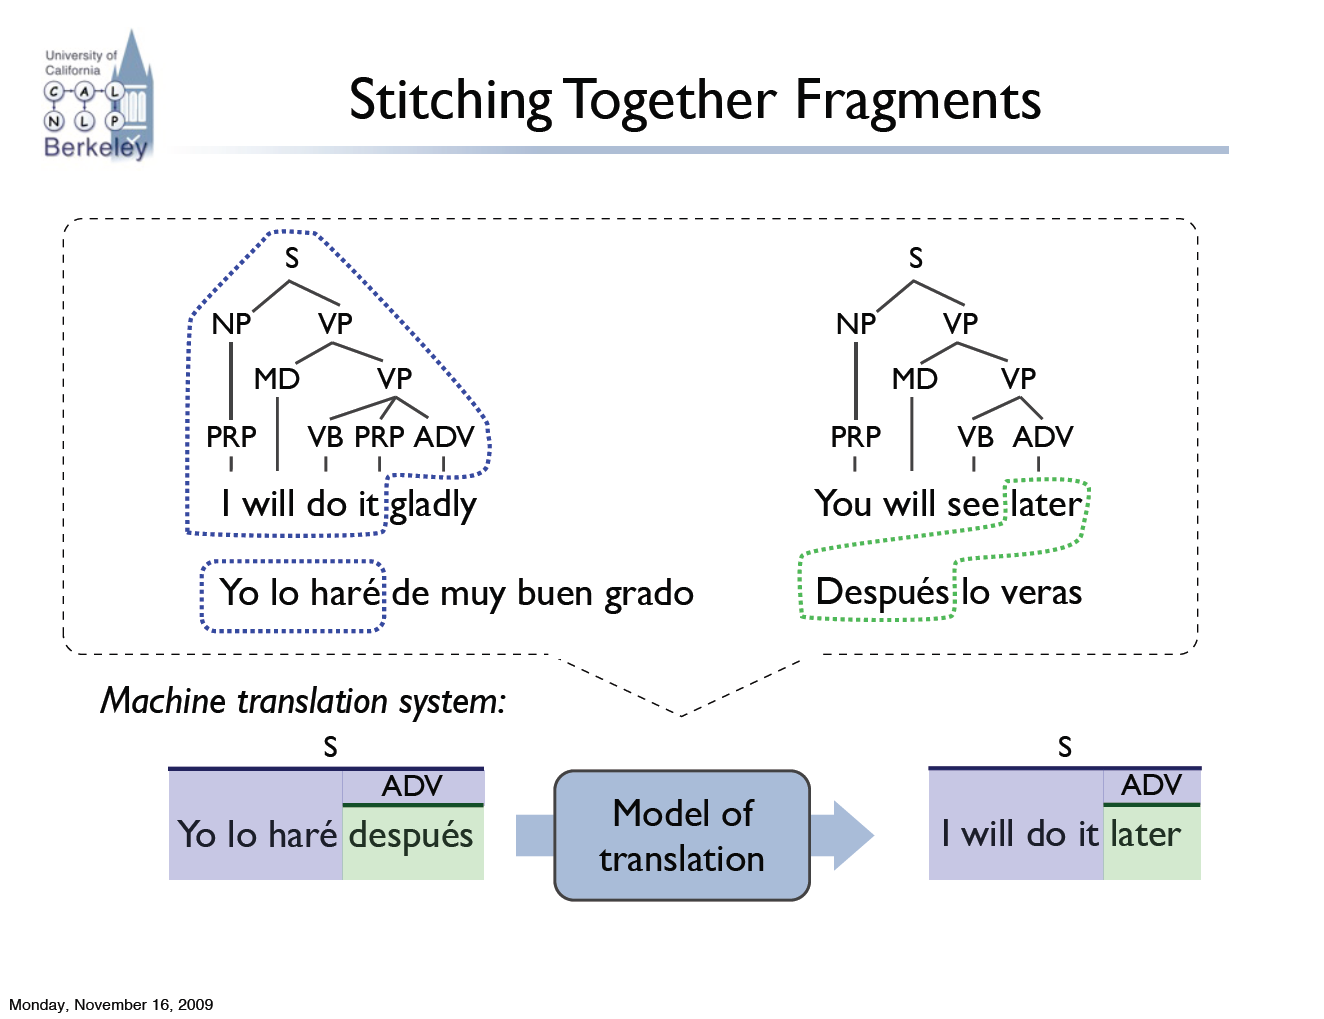 University of
California
C A L
N L P
Berkeley
Stitching Together Fragments
S
NP VP
MD VP
PRP VB PRP ADV
I will do it gladly
Yo lo haré de muy buen grado
S
NP VP
MD VP
PRP VB ADV
You will see later
Después lo veras
Machine translation system:
S
ADV
Yo lo haré después
Model of
translation
S
ADV
I will do it later
Monday, November 16, 2009